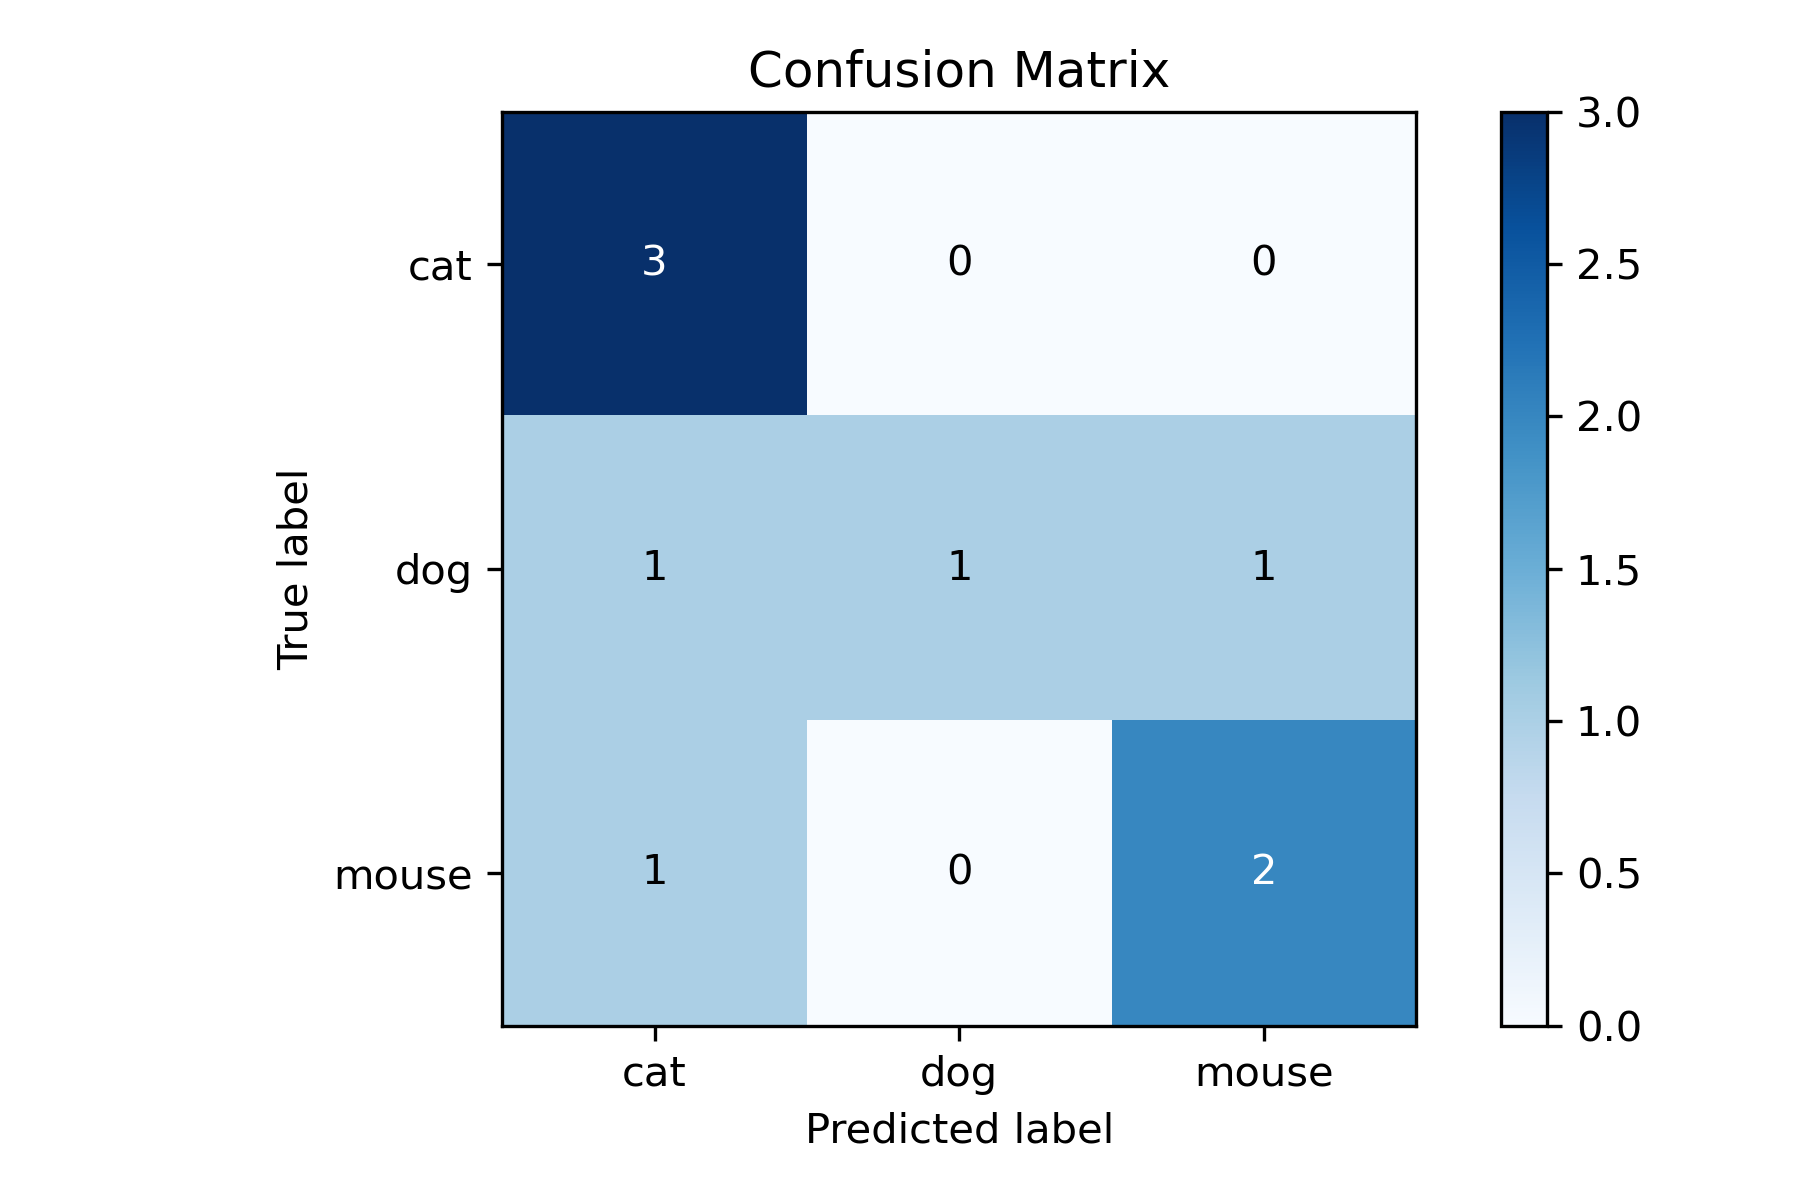 Confusion Matrix
True label
cat
dog
mouse
3 0 0
1 1 1
1 0 2
cat dog mouse
Predicted label
3.0
2.5
2.0
1.5
1.0
0.5
0.0